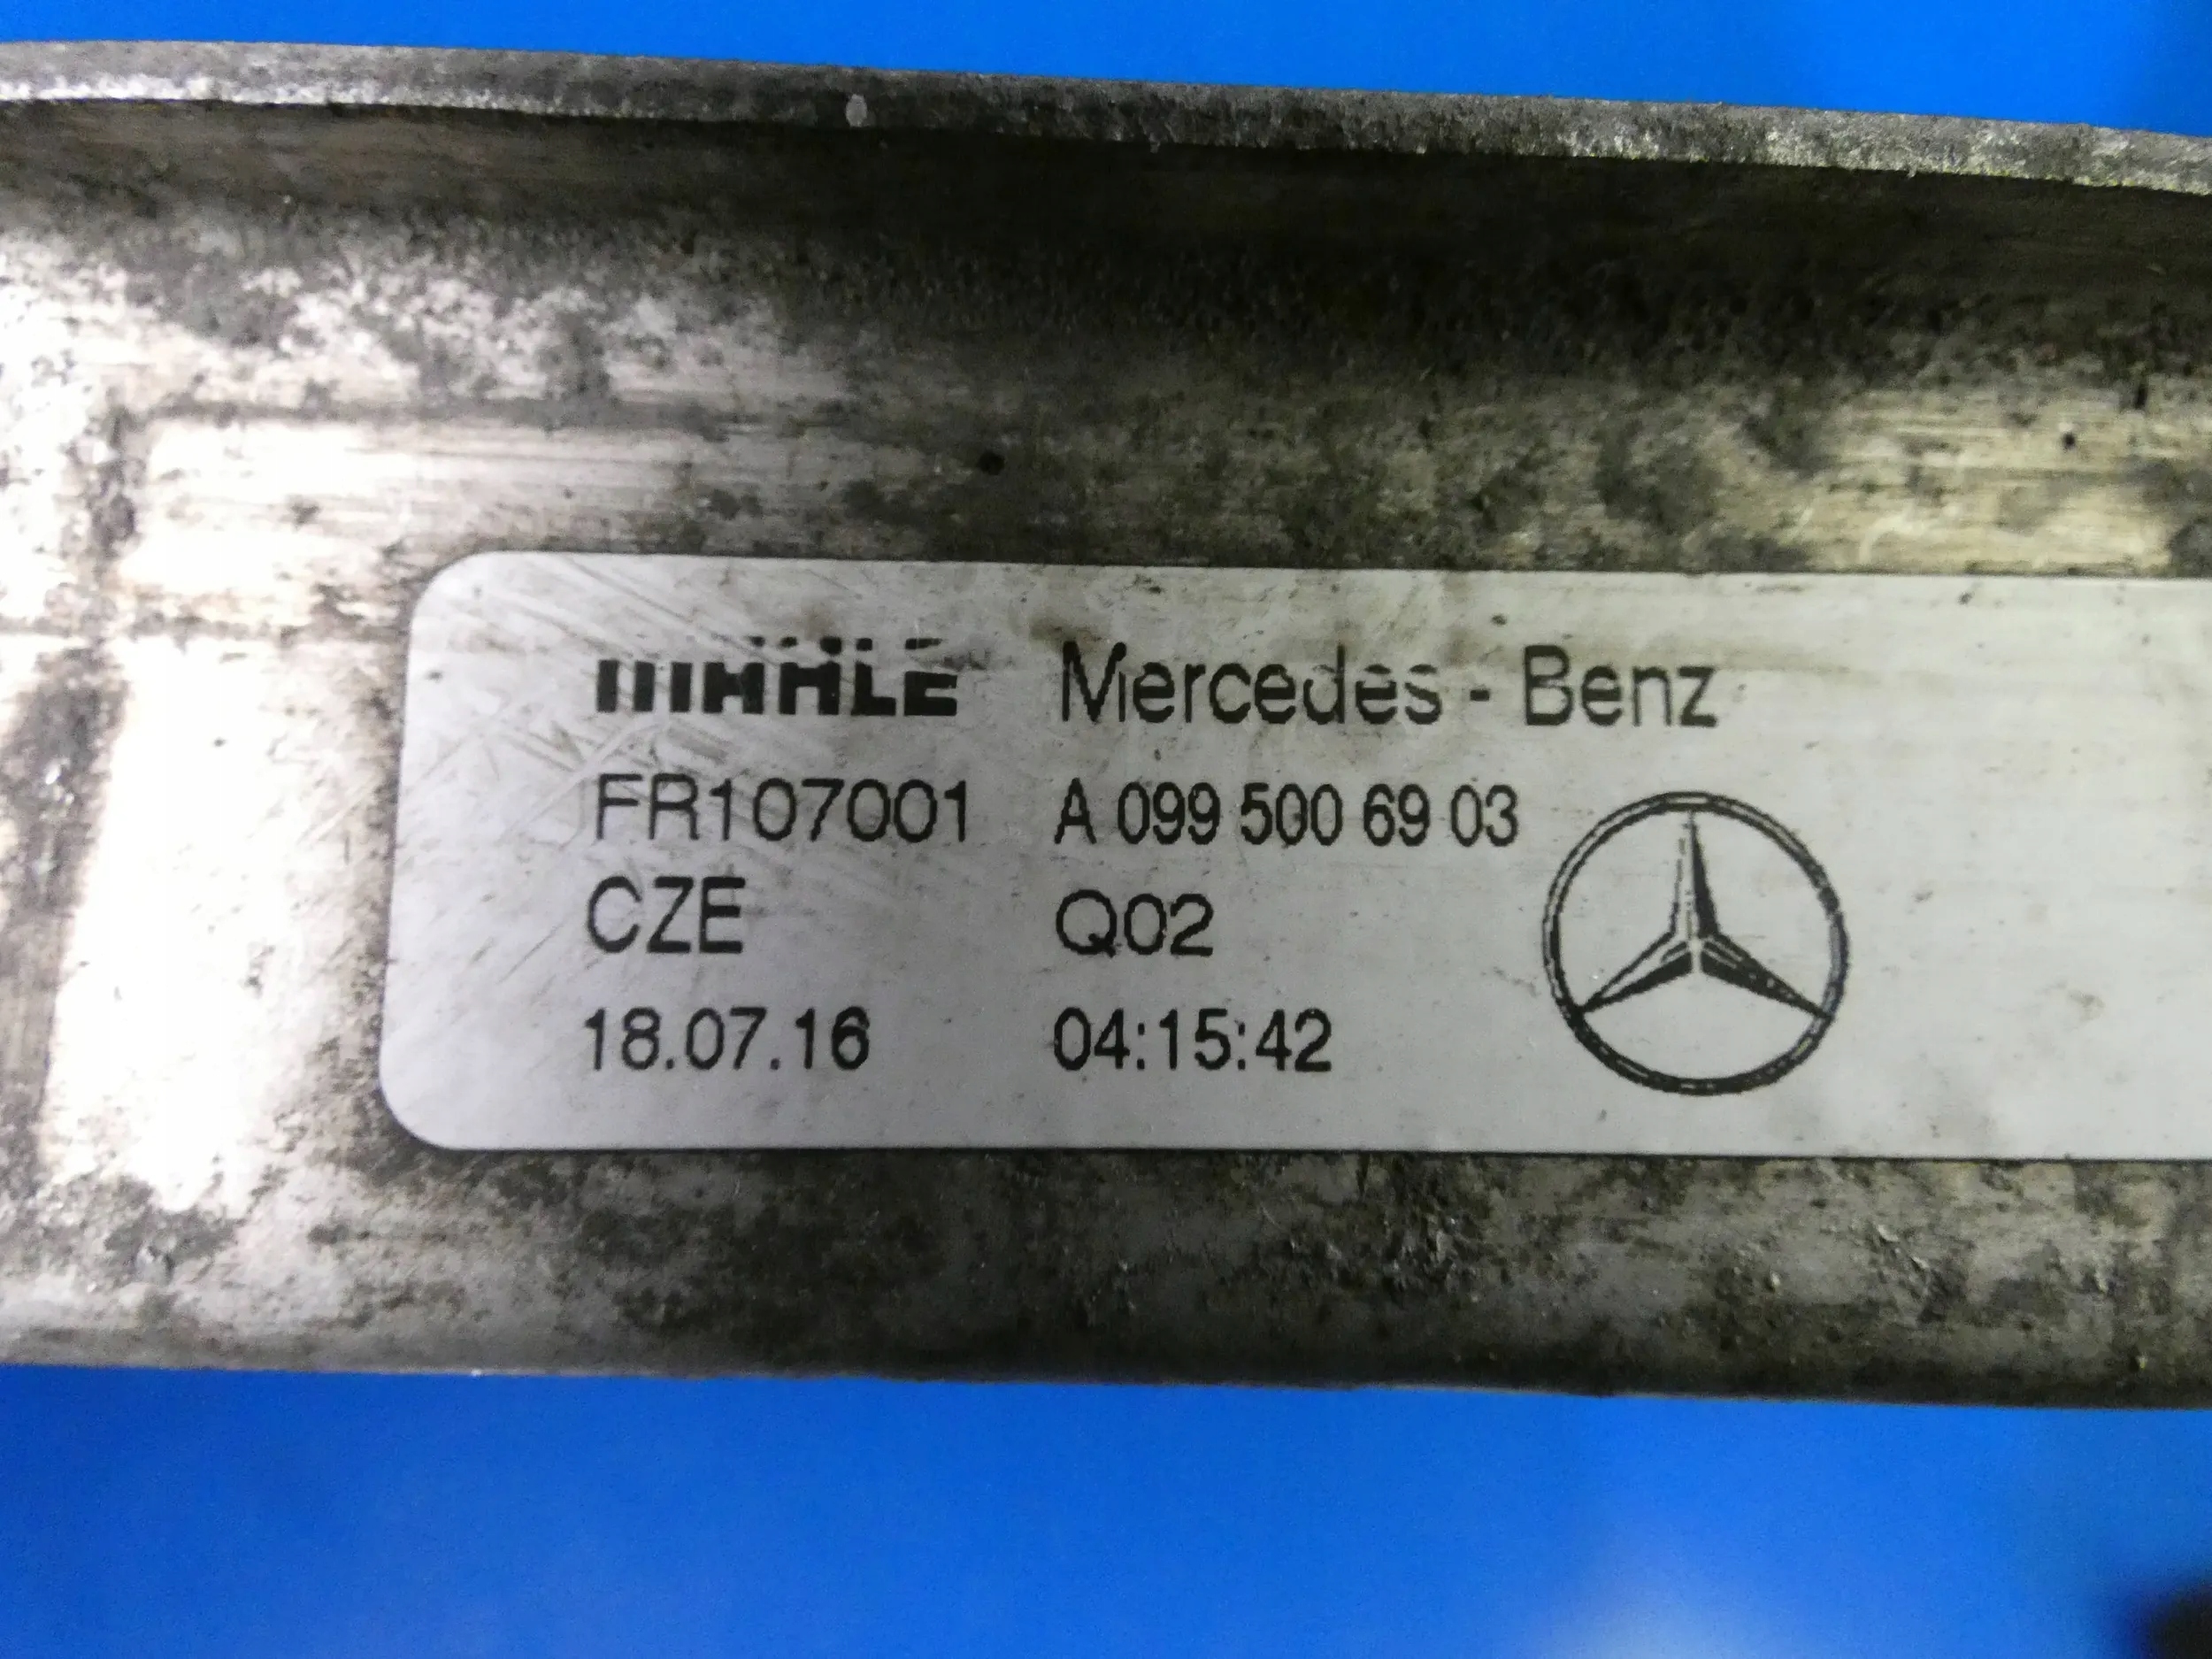 MAHLE Mercedes - Benz
FR107001 A 099 500 69 03
CZE Q02
18.07.16 04:15:42